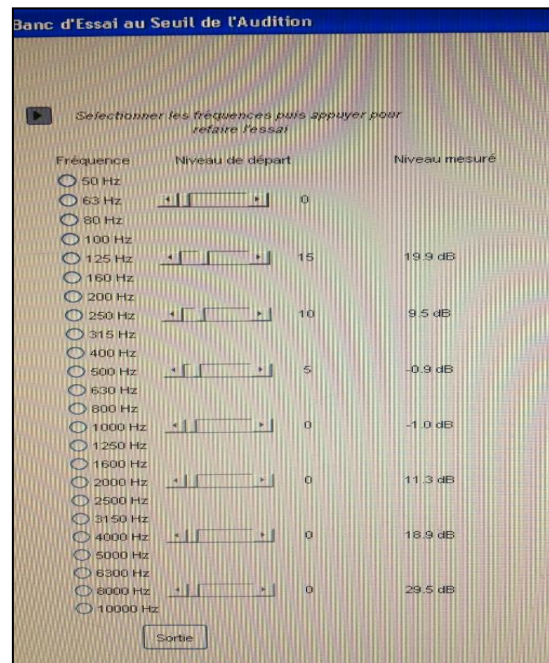 Banc d'Essai au Seuil de l'Audition
Selectionner les fréquences puis appuyer pour
refaire l'essai
Fréquence Niveau de départ Niveau mesuré
50 Hz
63 Hz 0
80 Hz
100 Hz
125 Hz 15 19.9 dB
160 Hz
200 Hz
250 Hz 10 9.5 dB
315 Hz
400 Hz
500 Hz 5 -0.9 dB
630 Hz
800 Hz
1000 Hz 0 -1.0 dB
1250 Hz
1600 Hz
2000 Hz 0 11.3 dB
2500 Hz
3150 Hz
4000 Hz 0 18.9 dB
5000 Hz
6300 Hz
8000 Hz 0 29.5 dB
10000 Hz
Sortie